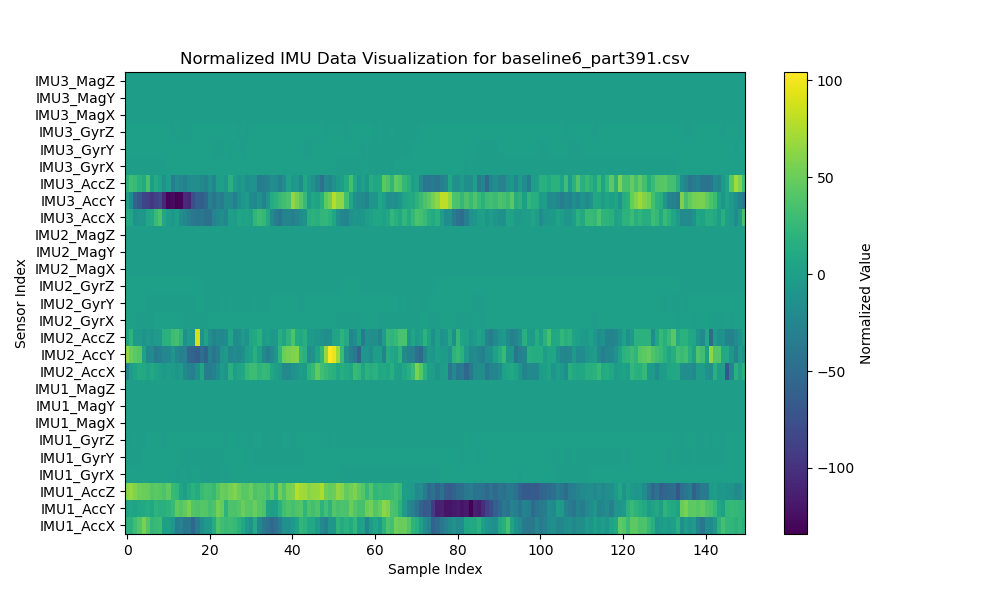 Normalized IMU Data Visualization for baseline6_part391.csv
IMU3_MagZ
IMU3_MagY
IMU3_MagX
IMU3_GyrZ
IMU3_GyrY
IMU3_GyrX
IMU3_AccZ
IMU3_AccY
IMU3_AccX
IMU2_MagZ
IMU2_MagY
IMU2_MagX
IMU2_GyrZ
IMU2_GyrY
IMU2_GyrX
IMU2_AccZ
IMU2_AccY
IMU2_AccX
IMU1_MagZ
IMU1_MagY
IMU1_MagX
IMU1_GyrZ
IMU1_GyrY
IMU1_GyrX
IMU1_AccZ
IMU1_AccY
IMU1_AccX
Sensor Index
0 20 40 60 80 100 120 140
Sample Index
100
50
0
−50
−100
Normalized Value